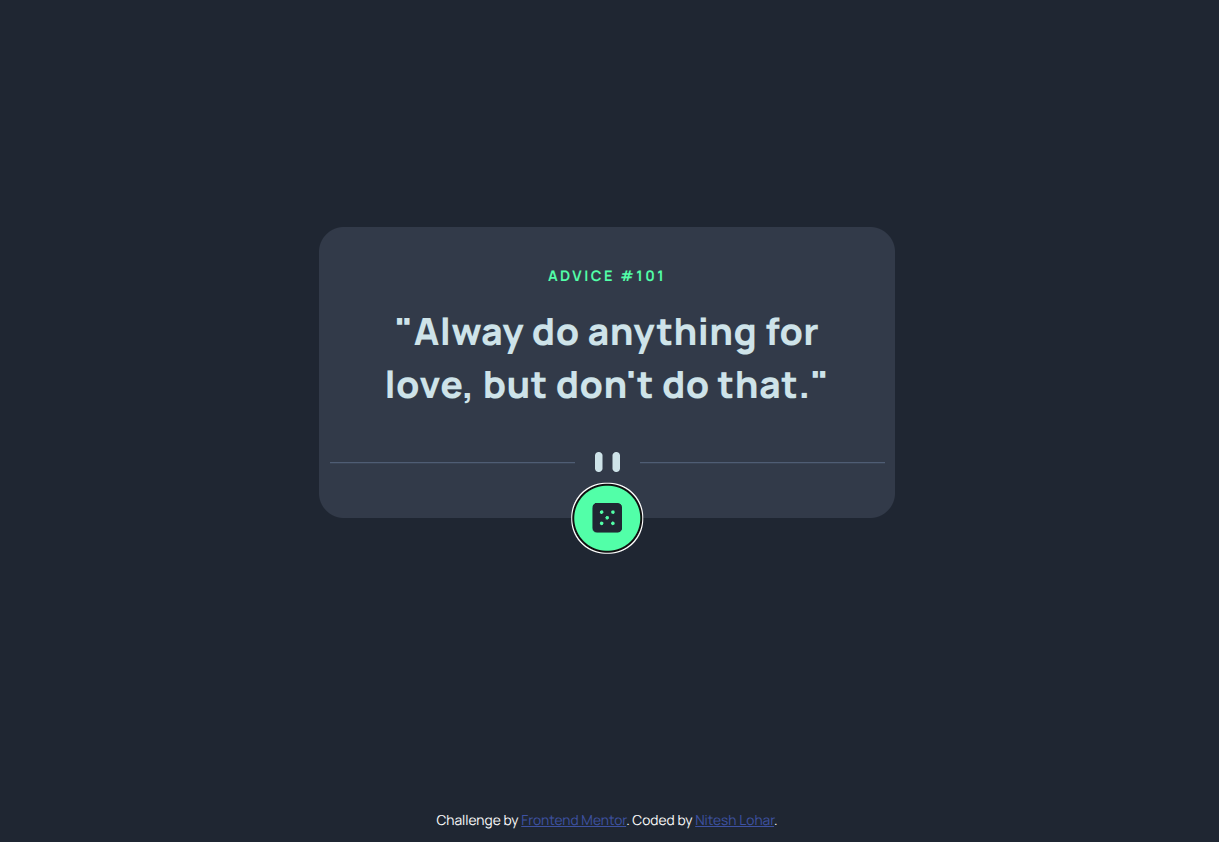 ADVICE #101
"Alway do anything for
love, but don't do that."
Challenge by Frontend Mentor. Coded by Nitesh Lohar.